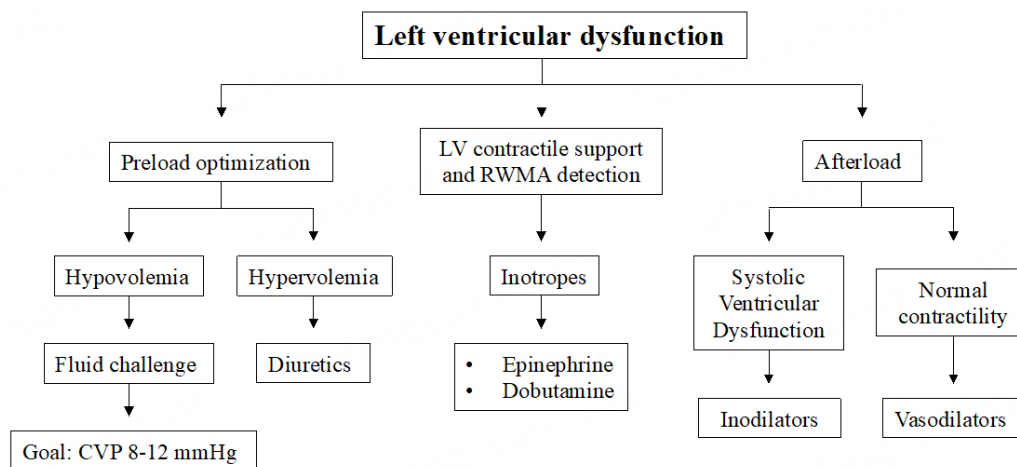 Left ventricular dysfunction
Preload optimization
LV contractile support
and RWMA detection
Afterload
Hypovolemia
Hypervolemia
Inotropes
Systolic
Ventricular
Dysfunction
Normal
contractility
Fluid challenge
Diuretics
• Epinephrine
• Dobutamine
Inodilators
Vasodilators
Goal: CVP 8-12 mmHg